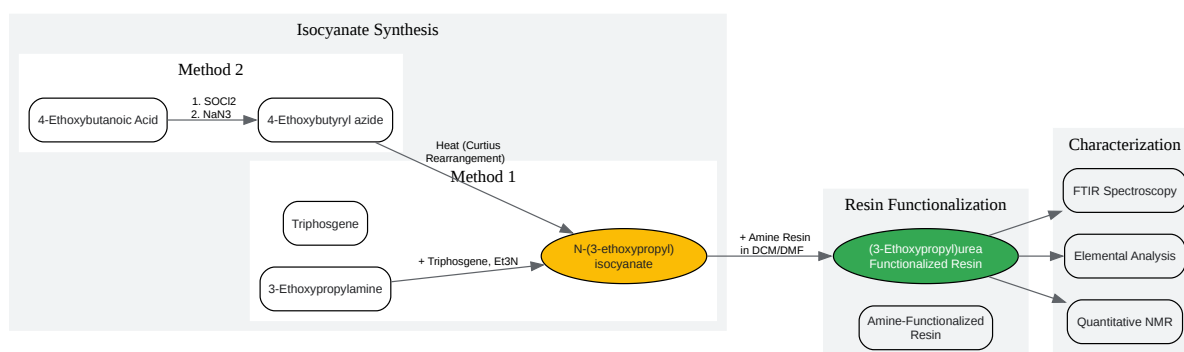 Isocyanate Synthesis
Method 2
4-Ethoxybutanoic Acid
1. SOCl2
2. NaN3
4-Ethoxybutyryl azide
Heat (Curtius
Rearrangement)
Method 1
Triphosgene
3-Ethoxypropylamine
+ Triphosgene, Et3N
N-(3-ethoxypropyl)
isocyanate
+ Amine Resin
in DCM/DMF
Resin Functionalization
(3-Ethoxypropyl)urea
Functionalized Resin
Amine-Functionalized
Resin
Characterization
FTIR Spectroscopy
Elemental Analysis
Quantitative NMR